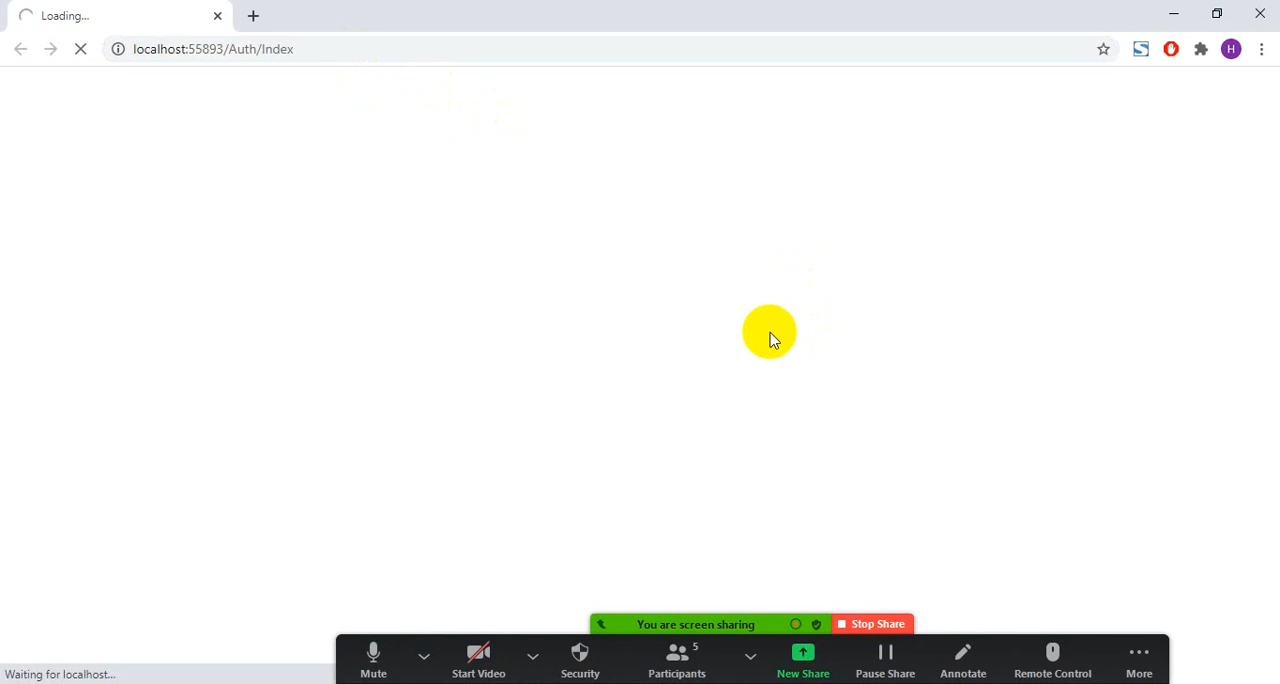 Loading...
localhost:55893/Auth/Index
H
You are screen sharing
Stop Share
5
Mute
Start Video
Security
Participants
New Share
Pause Share
Annotate
Remote Control
More
Waiting for localhost...